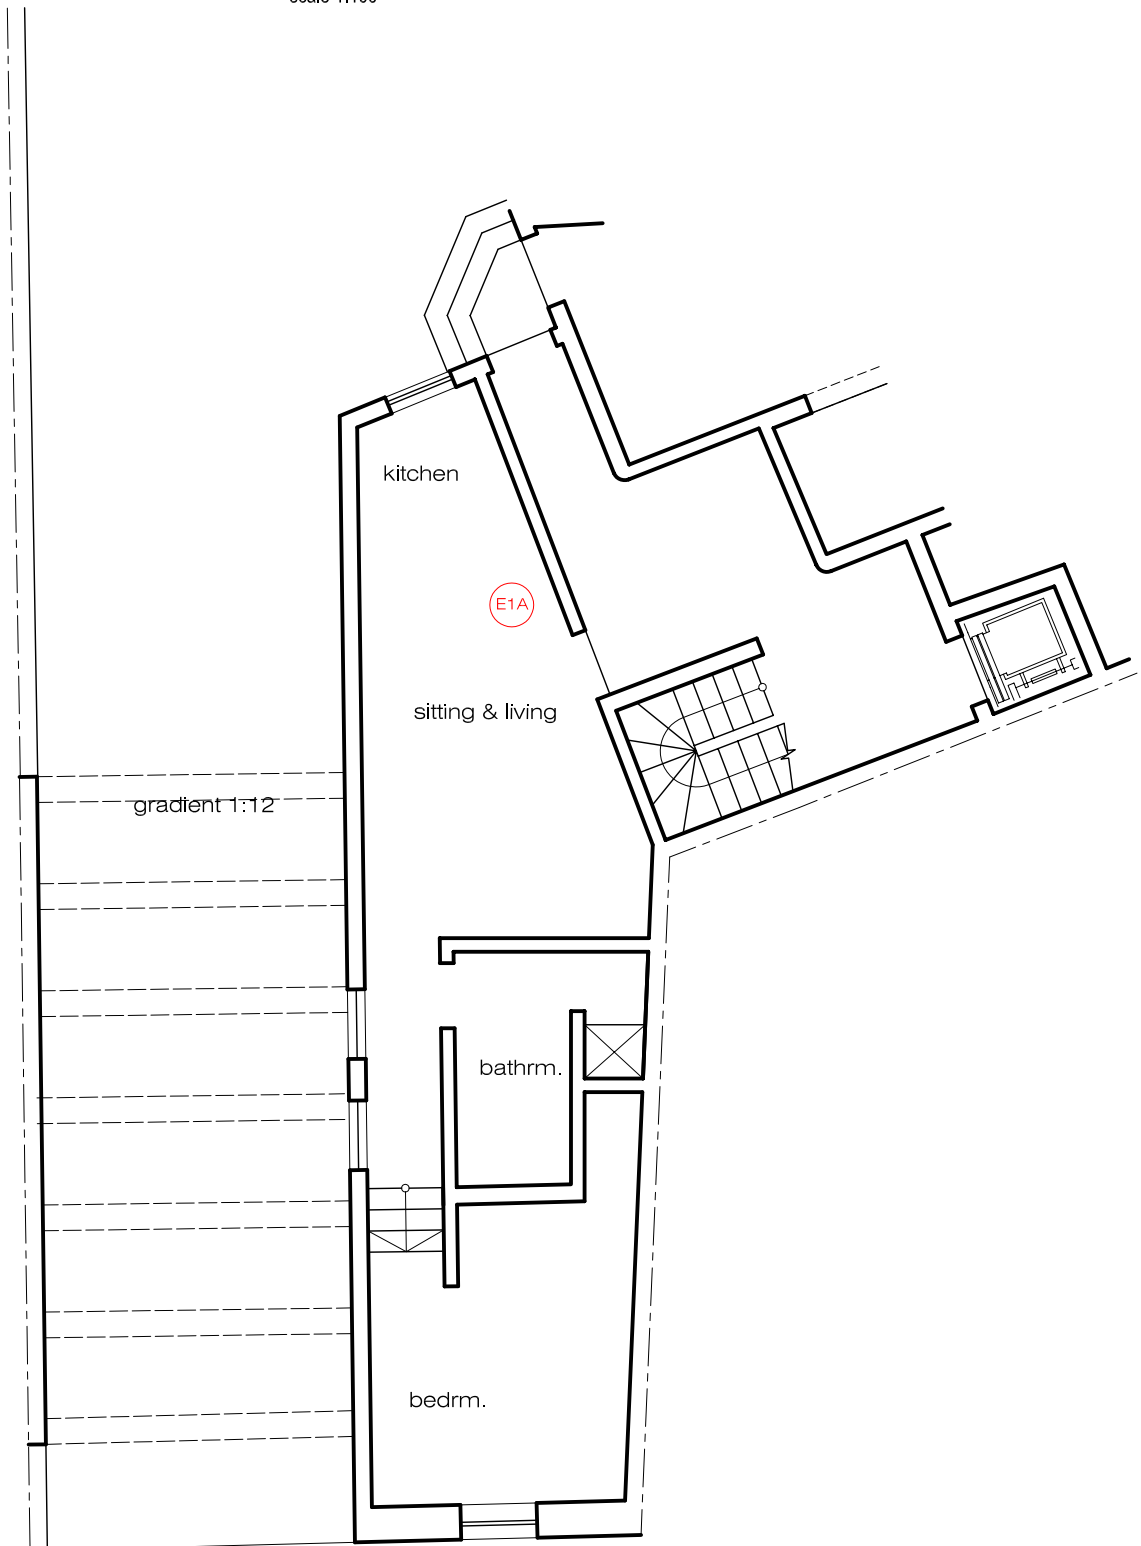 kitchen
E1A
sitting & living
gradient 1:12
bathrm.
bedrm.